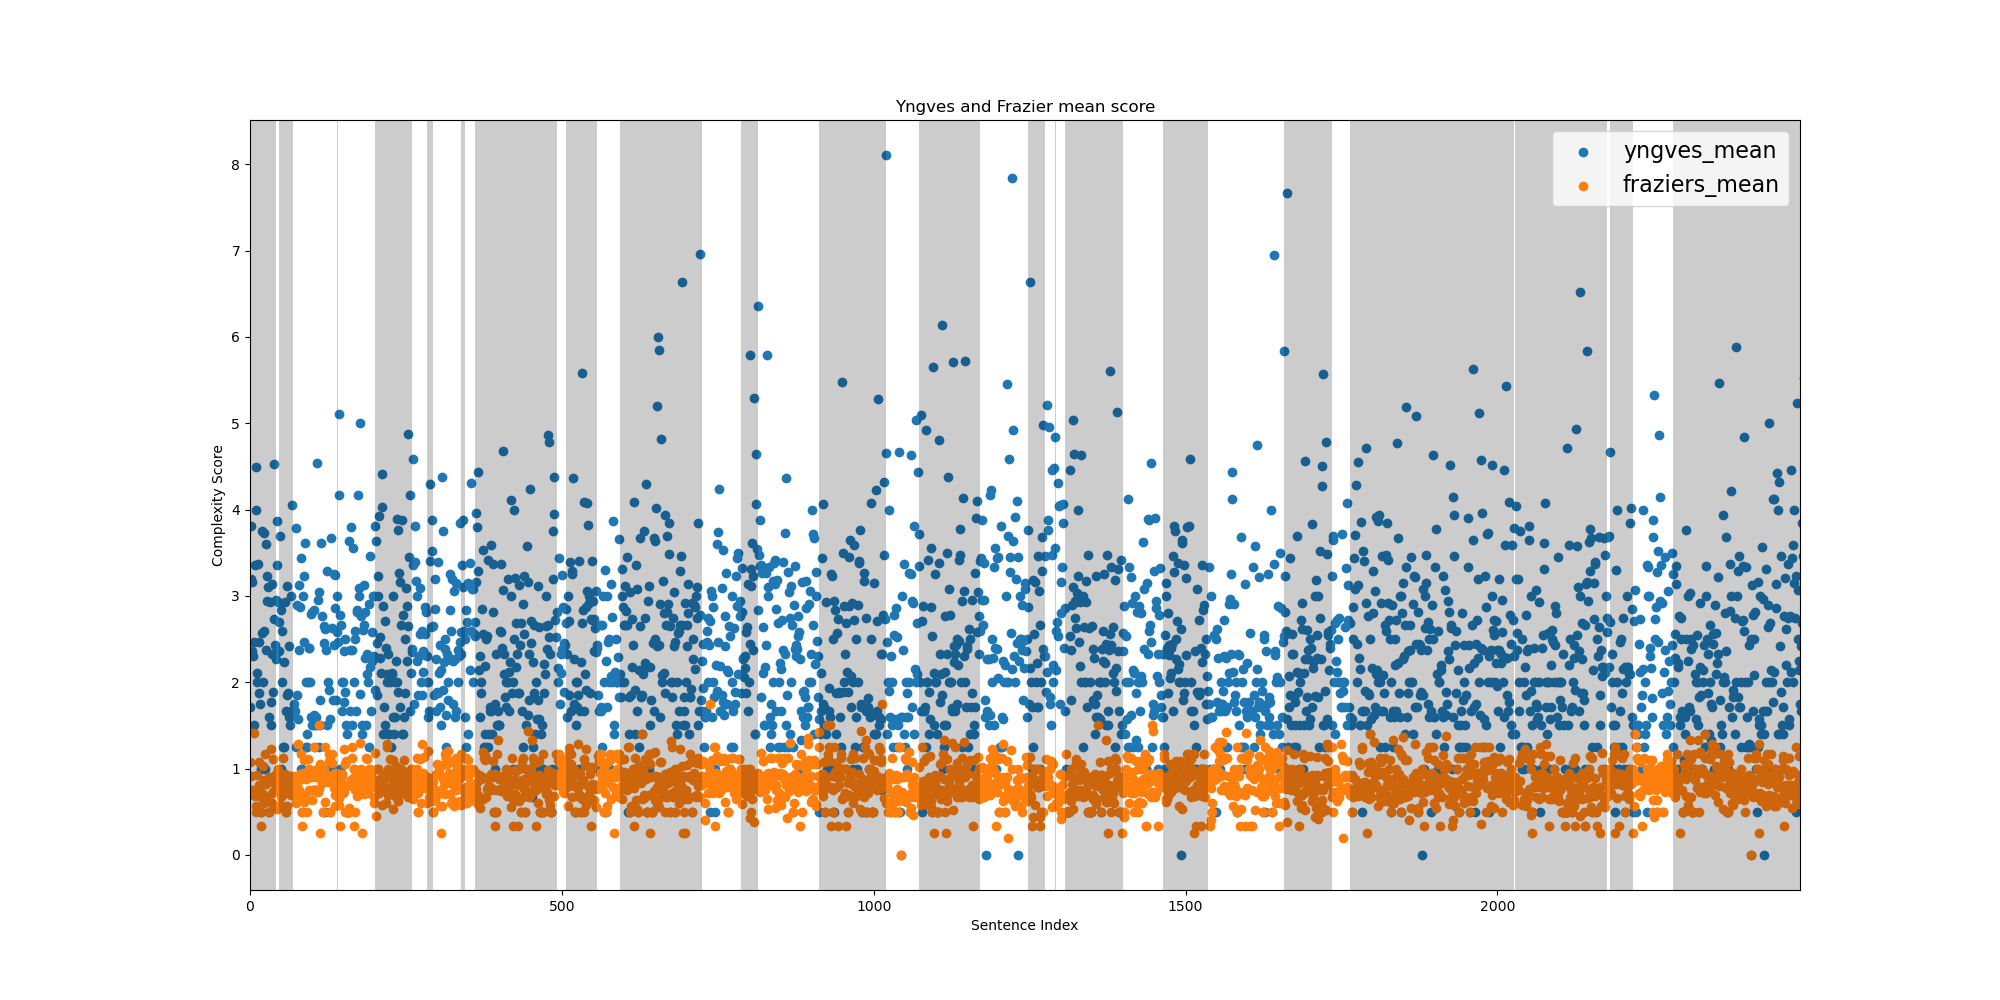 Yngves and Frazier mean score
yngves_mean
fraziers_mean
Complexity Score
8
7
6
5
4
3
2
1
0
0 500 1000 1500 2000
Sentence Index